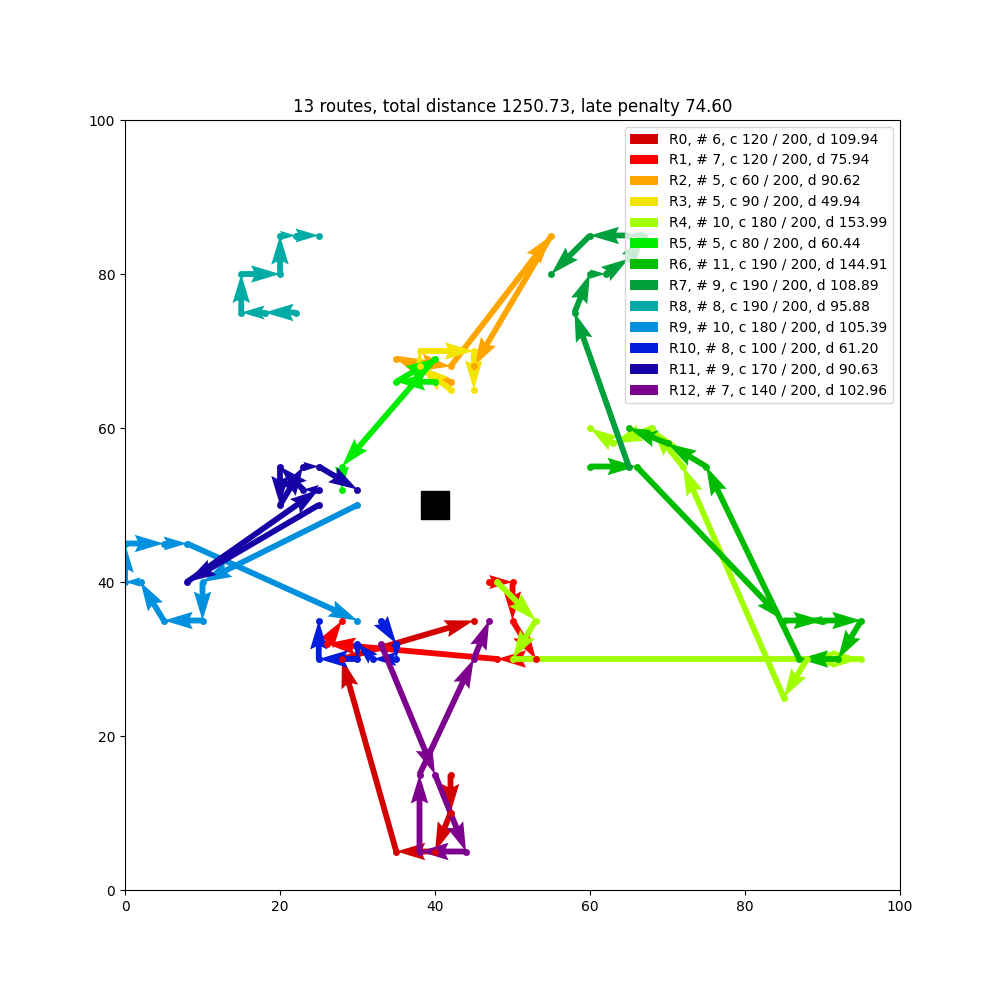 13 routes, total distance 1250.73, late penalty 74.60
100
80
60
40
20
0
0 20 40 60 80 100
R0, # 6, c 120 / 200, d 109.94
R1, # 7, c 120 / 200, d 75.94
R2, # 5, c 60 / 200, d 90.62
R3, # 5, c 90 / 200, d 49.94
R4, # 10, c 180 / 200, d 153.99
R5, # 5, c 80 / 200, d 60.44
R6, # 11, c 190 / 200, d 144.91
R7, # 9, c 190 / 200, d 108.89
R8, # 8, c 190 / 200, d 95.88
R9, # 10, c 180 / 200, d 105.39
R10, # 8, c 100 / 200, d 61.20
R11, # 9, c 170 / 200, d 90.63
R12, # 7, c 140 / 200, d 102.96